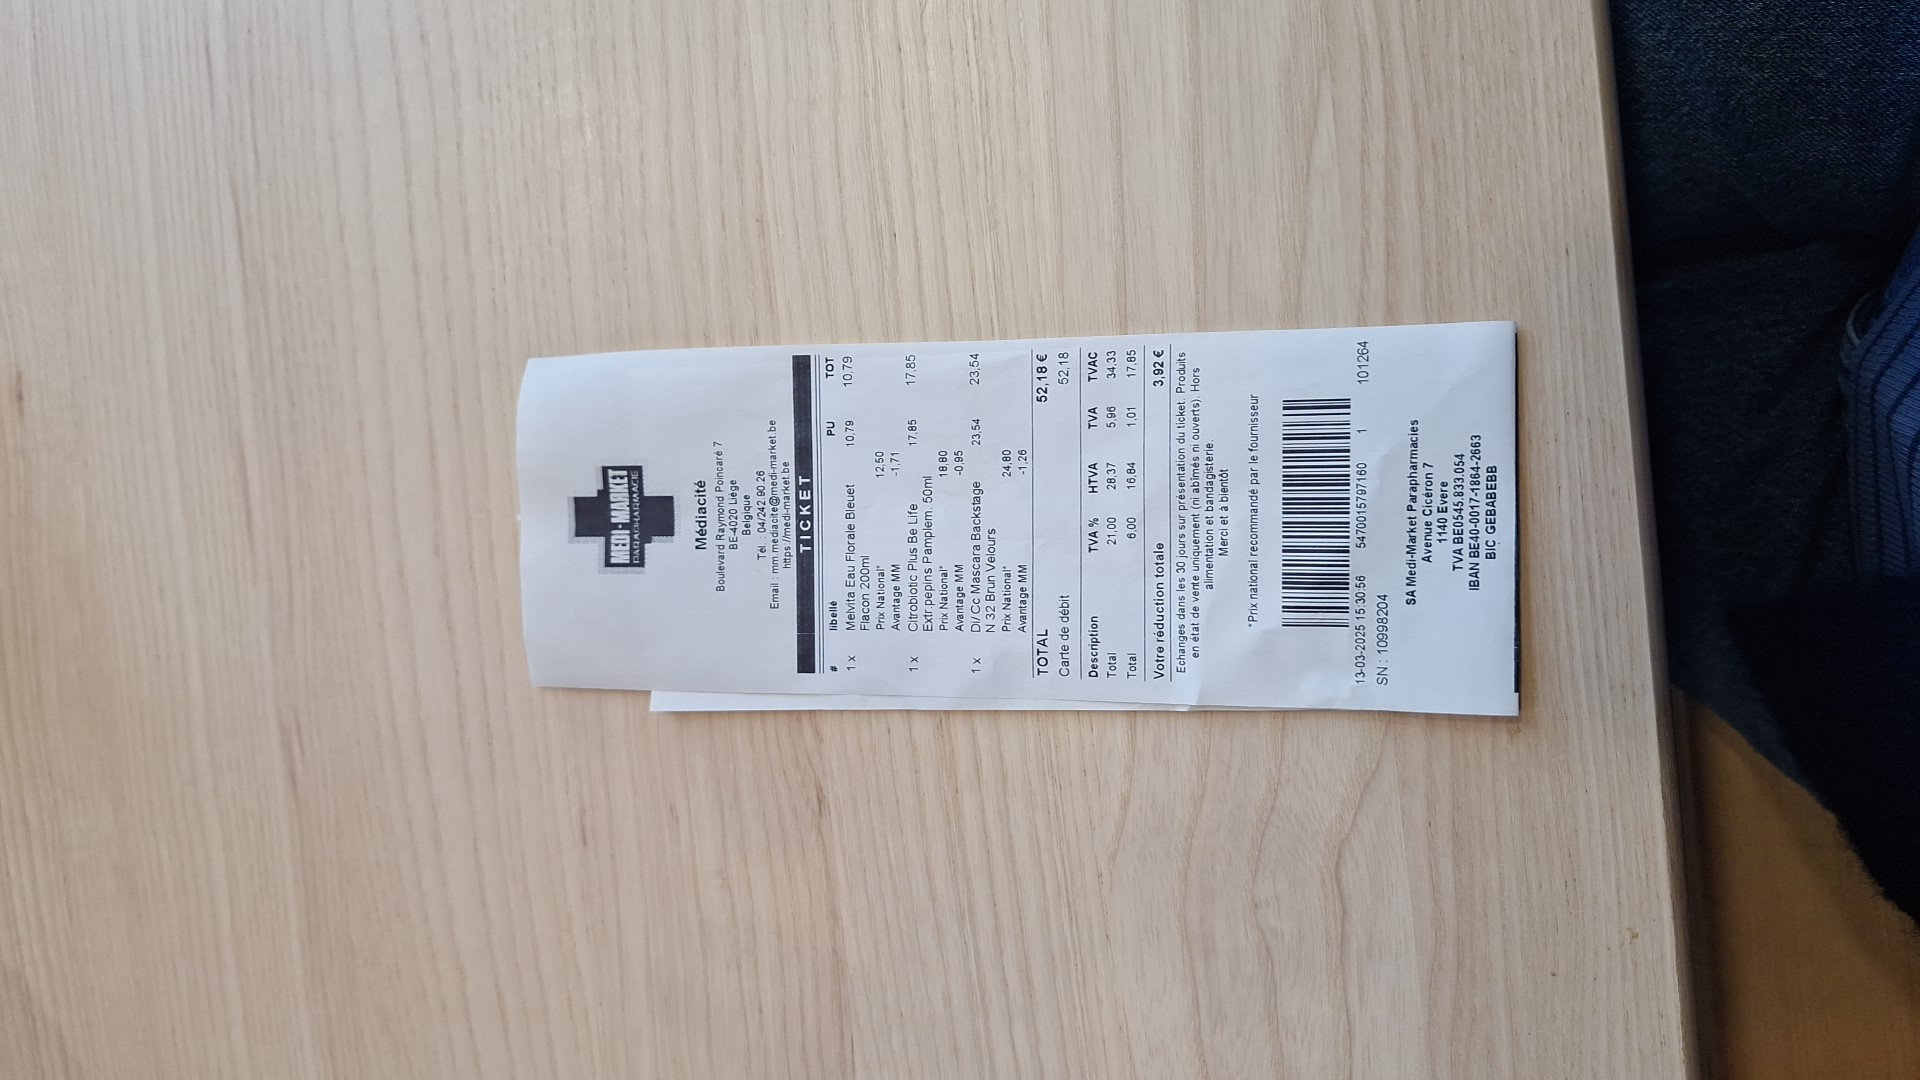 MEDI-MARKET
PARAPHARMACIE
Médiacité
Boulevard Raymond Poincaré 7
BE-4020 Liège
Belgique
Tél. : 04/242.90.26
Email : mm.mediacite@medi-market.be
https://medi-market.be
TICKET
# libellé PU TOT
1 x Melvita Eau Florale Bleuet 10,79 10,79
Flacon 200ml
Prix National* 12,50
Avantage MM -1,71
1 x Citrobiotic Plus Be Life 17,85 17,85
Extr.pepins Pamplem. 50ml
Prix National* 18,80
Avantage MM -0,95
1 x Di/Cc Mascara Backstage 23,54 23,54
N 32 Brun Velours
Prix National* 24,80
Avantage MM -1,26
TOTAL 52,18 €
Carte de débit 52,18
Description TVA % HTVA TVA TVAC
Total 21,00 28,37 5,96 34,33
Total 6,00 16,84 1,01 17,85
Votre réduction totale 3,92 €
Echanges dans les 30 jours sur présentation du ticket. Produits
en état de vente uniquement (ni abîmés ni ouverts). Hors
alimentation et bandagisterie.
Merci et à bientôt
*Prix national recommandé par le fournisseur
13-03-2025 15:30:56 5470015797160 1 101264
SN : 10998204
SA Medi-Market Parapharmacies
Avenue Cicéron 7
1140 Evere
TVA BE0545.833.054
IBAN BE40-0017-1864-2663
BIC GEBABEBB